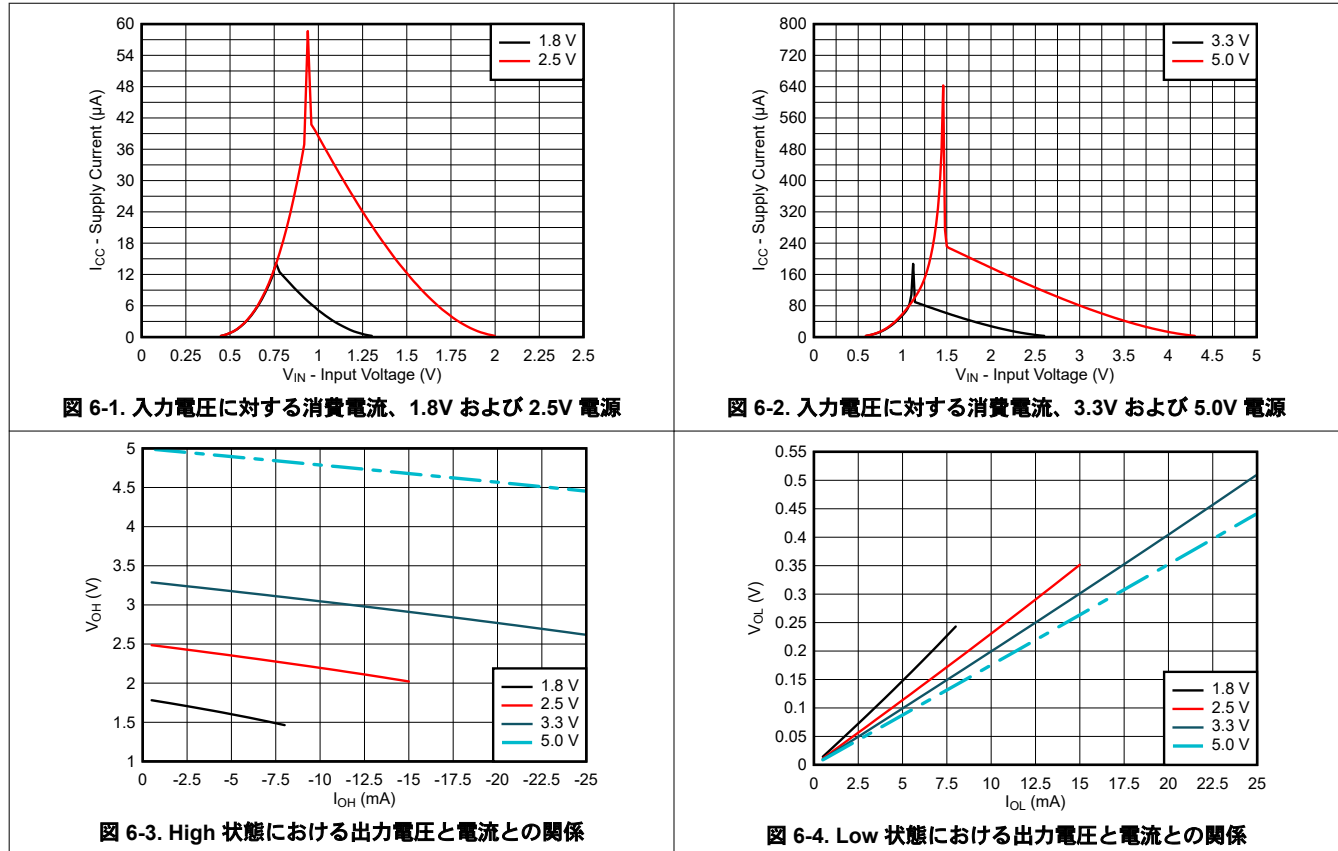 60
54
48
42
36
30
24
18
12
6
0
I_CC - Supply Current (µA)
1.8 V
2.5 V
0 0.25 0.5 0.75 1 1.25 1.5 1.75 2 2.25 2.5
V_IN - Input Voltage (V)
図 6-1. 入力電圧に対する消費電流、1.8V および 2.5V 電源
800
720
640
560
480
400
320
240
160
80
0
I_CC - Supply Current (µA)
3.3 V
5.0 V
0 0.5 1 1.5 2 2.5 3 3.5 4 4.5 5
V_IN - Input Voltage (V)
図 6-2. 入力電圧に対する消費電流、3.3V および 5.0V 電源
5
4.5
4
3.5
3
2.5
2
1.5
1
V_OH (V)
1.8 V
2.5 V
3.3 V
5.0 V
0 -2.5 -5 -7.5 -10 -12.5 -15 -17.5 -20 -22.5 -25
I_OH (mA)
図 6-3. High 状態における出力電圧と電流との関係
0.55
0.5
0.45
0.4
0.35
0.3
0.25
0.2
0.15
0.1
0.05
0
V_OL (V)
1.8 V
2.5 V
3.3 V
5.0 V
0 2.5 5 7.5 10 12.5 15 17.5 20 22.5 25
I_OL (mA)
図 6-4. Low 状態における出力電圧と電流との関係